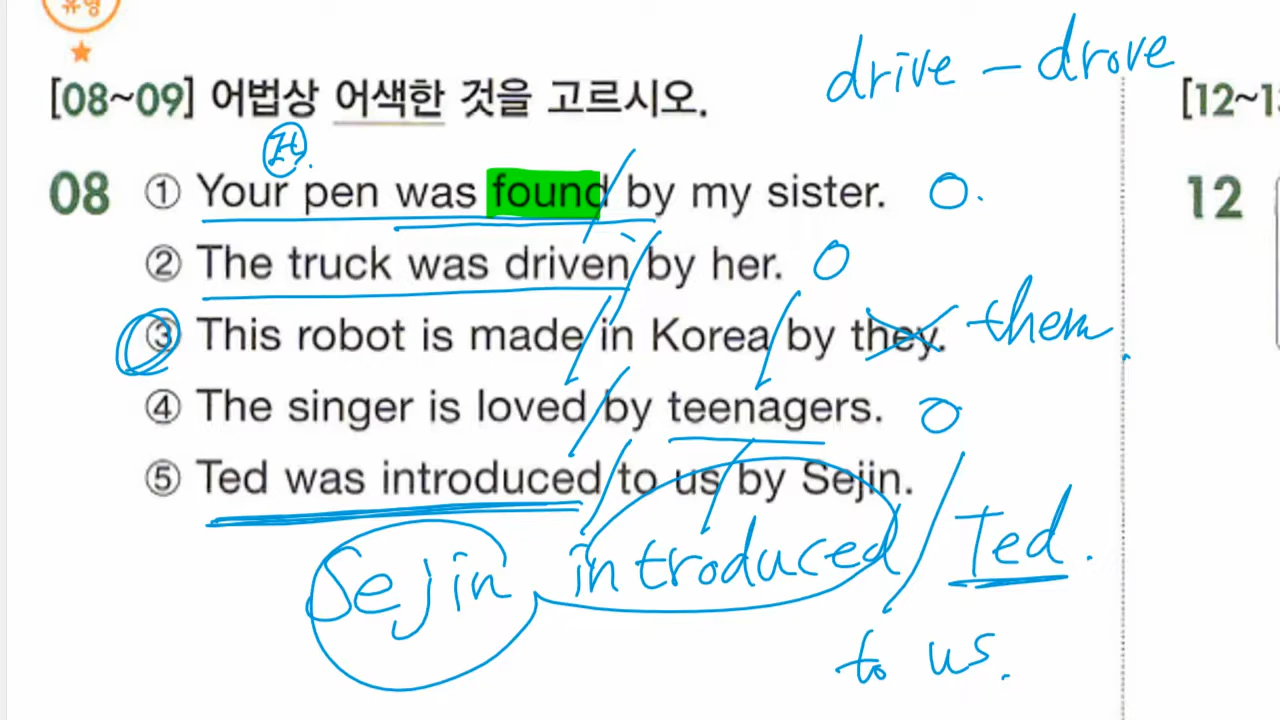 유형
drive – drove
[08~09] 어법상 어색한 것을 고르시오.
[12~1
08 ① Your pen was found by my sister. O.
12
② The truck was driven by her. O
③ This robot is made in Korea by they. them.
④ The singer is loved by teenagers. O
⑤ Ted was introduced to us by Sejin.
Sejin introduced Ted.
to us.